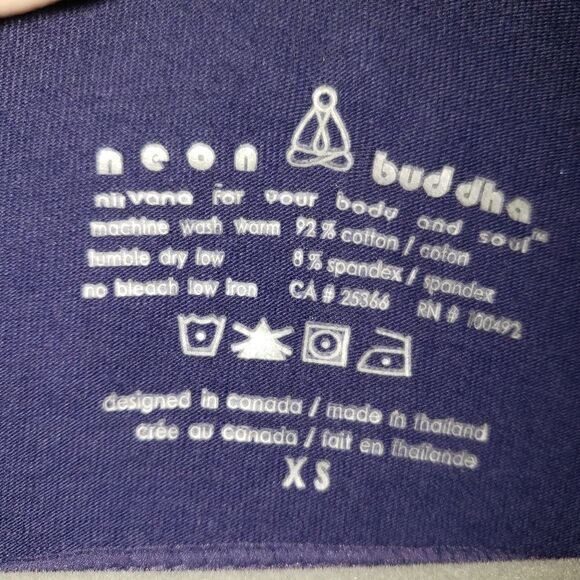 neon buddha
nirvana for your body and soul™
machine wash warm 92% cotton / coton
tumble dry low 8% spandex / spandex
no bleach low iron CA # 25366 RN # 100492
designed in canada / made in thailand
crée au canada / fait en thaïlande
XS